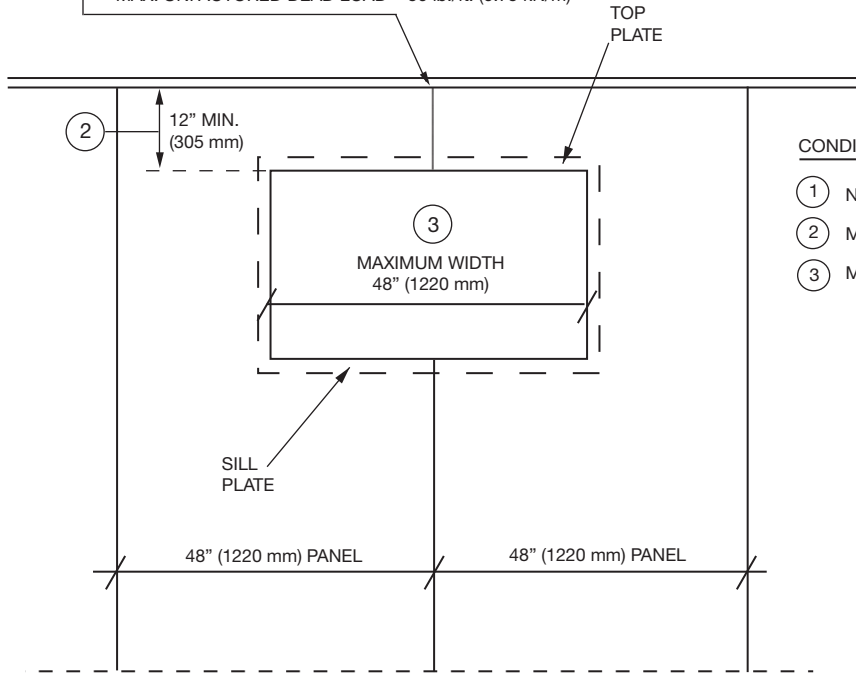 TOP
PLATE
2
12" MIN.
(305 mm)
3
MAXIMUM WIDTH
48" (1220 mm)
1 N
2 M
3 M
SILL
PLATE
48" (1220 mm) PANEL
48" (1220 mm) PANEL